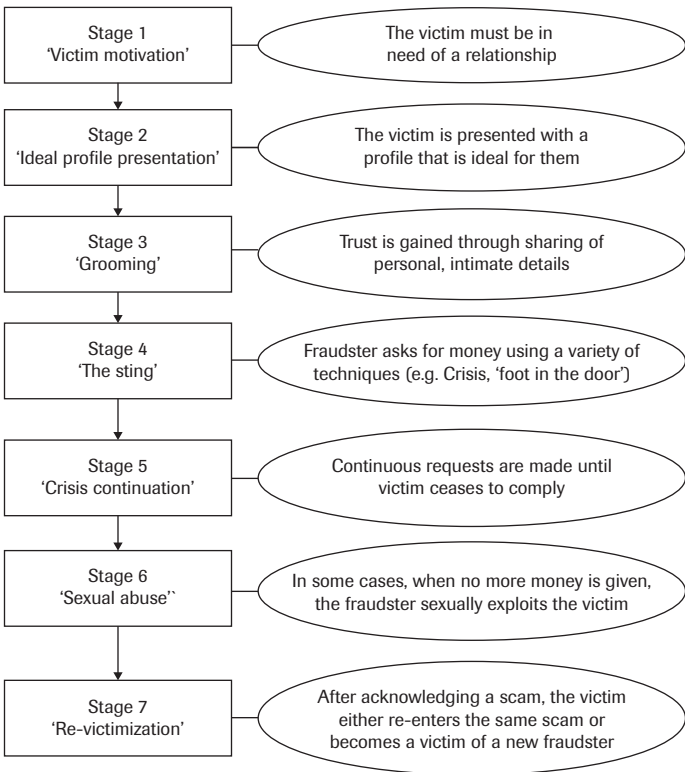 Stage 1
‘Victim motivation’
The victim must be in
need of a relationship
Stage 2
‘Ideal profile presentation’
The victim is presented with a
profile that is ideal for them
Stage 3
‘Grooming’
Trust is gained through sharing of
personal, intimate details
Stage 4
‘The sting’
Fraudster asks for money using a variety of
techniques (e.g. Crisis, ‘foot in the door’)
Stage 5
‘Crisis continuation’
Continuous requests are made until
victim ceases to comply
Stage 6
‘Sexual abuse’`
In some cases, when no more money is given,
the fraudster sexually exploits the victim
Stage 7
‘Re-victimization’
After acknowledging a scam, the victim
either re-enters the same scam or
becomes a victim of a new fraudster